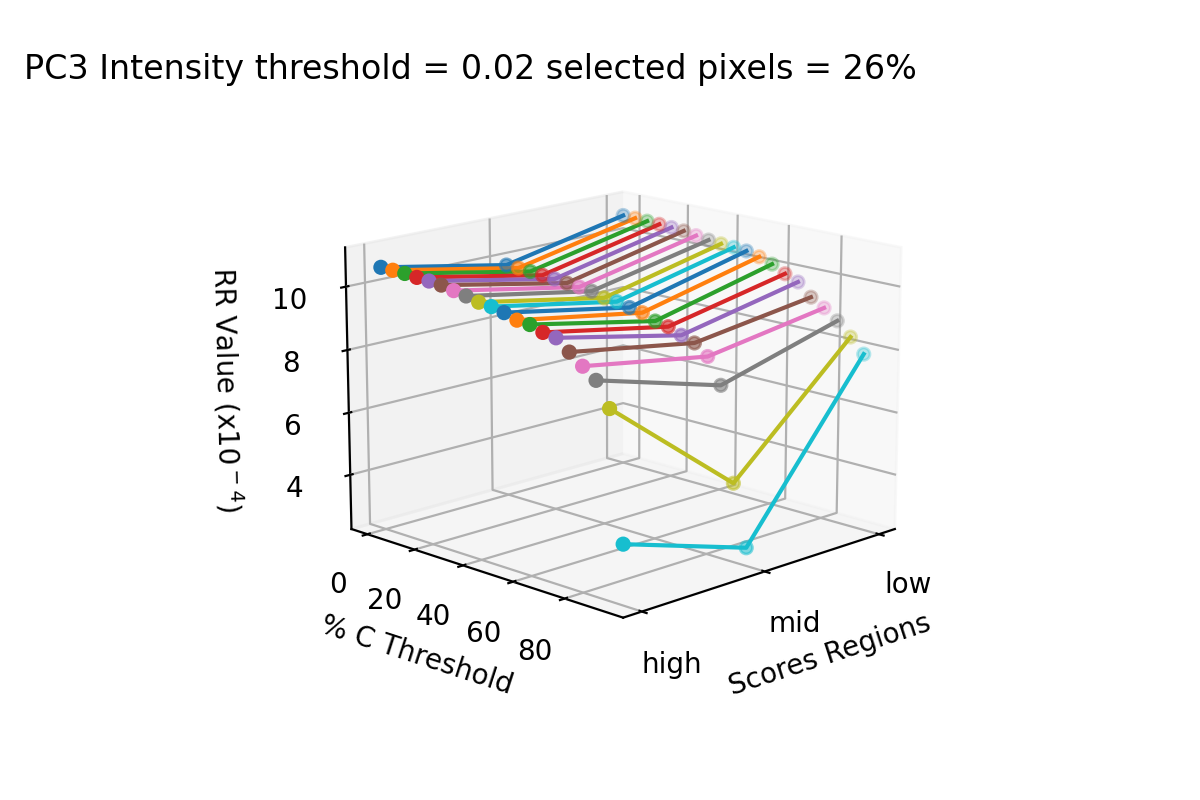 PC3 Intensity threshold = 0.02 selected pixels = 26%
RR Value (x10⁻⁴)
10
8
6
4
0
20
40
60
80
% C Threshold
high
mid
low
Scores Regions